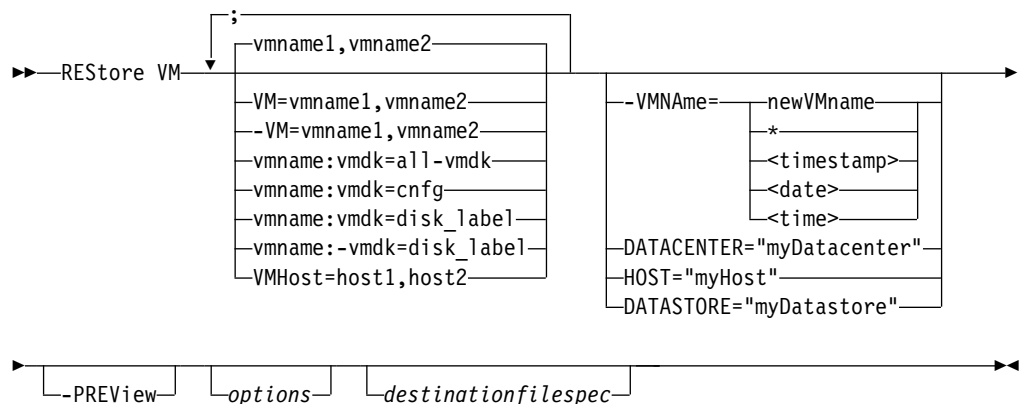 ;
vmname1,vmname2
REStore VM
VM=vmname1,vmname2
-VM=vmname1,vmname2
vmname:vmdk=all-vmdk
vmname:vmdk=cnfg
vmname:vmdk=disk_label
vmname:-vmdk=disk_label
VMHost=host1,host2
-VMNAme= newVMname
*
<timestamp>
<date>
<time>
DATACENTER="myDatacenter"
HOST="myHost"
DATASTORE="myDatastore"
-PREView options destinationfilespec